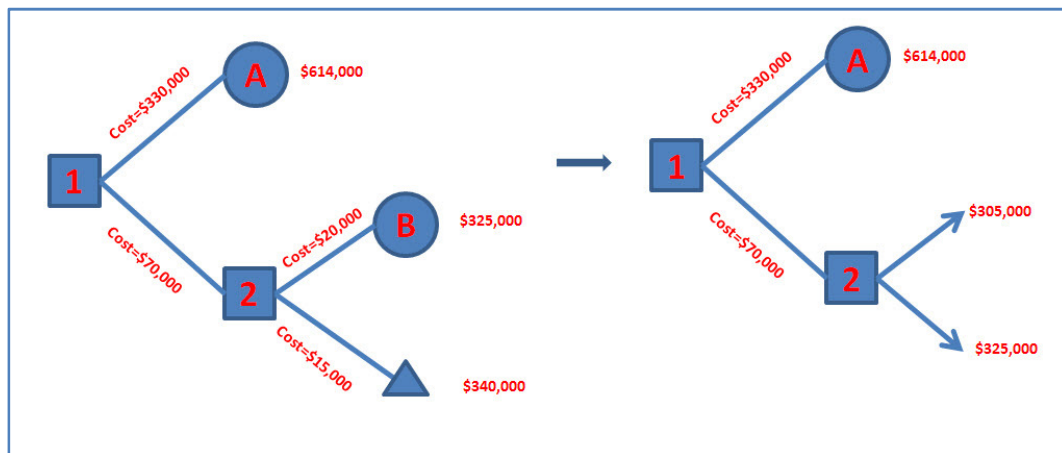 A
$614,000
Cost=$330,000
1
Cost=$70,000
2
Cost=$20,000
B
$325,000
Cost=$15,000
$340,000
A
$614,000
Cost=$330,000
1
Cost=$70,000
2
$305,000
$325,000